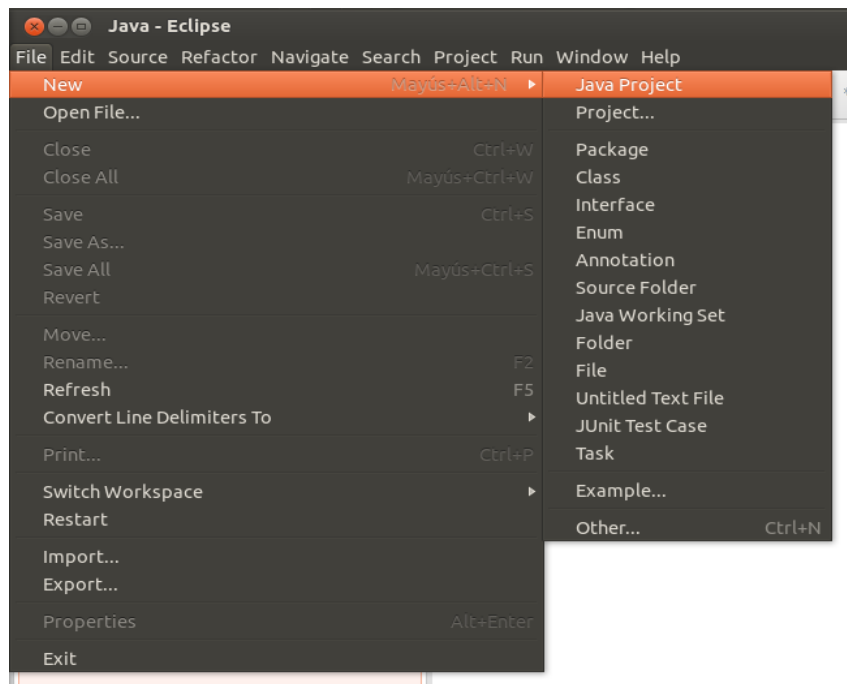 Java - Eclipse
File Edit Source Refactor Navigate Search Project Run Window Help
New Mayús+Alt+N
Open File...
Close Ctrl+W
Close All Mayús+Ctrl+W
Save Ctrl+S
Save As...
Save All Mayús+Ctrl+S
Revert
Move...
Rename... F2
Refresh F5
Convert Line Delimiters To
Print... Ctrl+P
Switch Workspace
Restart
Import...
Export...
Properties Alt+Enter
Exit
Java Project
Project...
Package
Class
Interface
Enum
Annotation
Source Folder
Java Working Set
Folder
File
Untitled Text File
JUnit Test Case
Task
Example...
Other... Ctrl+N